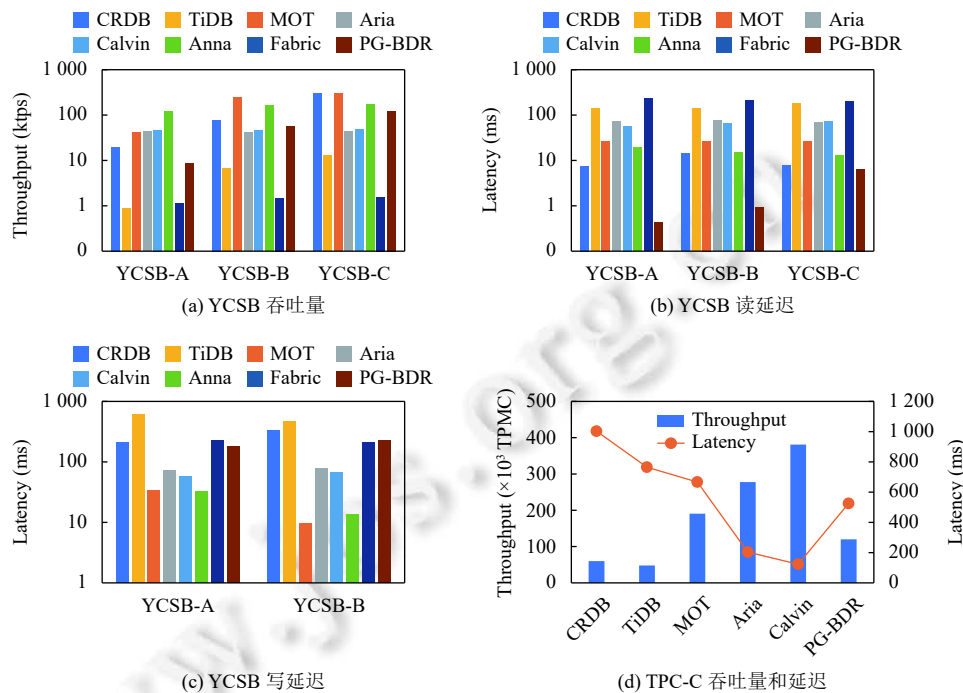 CRDB TiDB MOT Aria
Calvin Anna Fabric PG-BDR
1 000
100
10
1
0
Throughput (ktps)
YCSB-A YCSB-B YCSB-C
(a) YCSB 吞吐量
CRDB TiDB MOT Aria
Calvin Anna Fabric PG-BDR
1 000
100
10
1
0
Latency (ms)
YCSB-A YCSB-B YCSB-C
(b) YCSB 读延迟
CRDB TiDB MOT Aria
Calvin Anna Fabric PG-BDR
1 000
100
10
1
Latency (ms)
YCSB-A YCSB-B
(c) YCSB 写延迟
Throughput
Latency
500
400
300
200
100
0
Throughput (× 10³ TPMC)
1 200
1 000
800
600
400
200
0
Latency (ms)
CRDB TiDB MOT Aria Calvin PG-BDR
(d) TPC-C 吞吐量和延迟